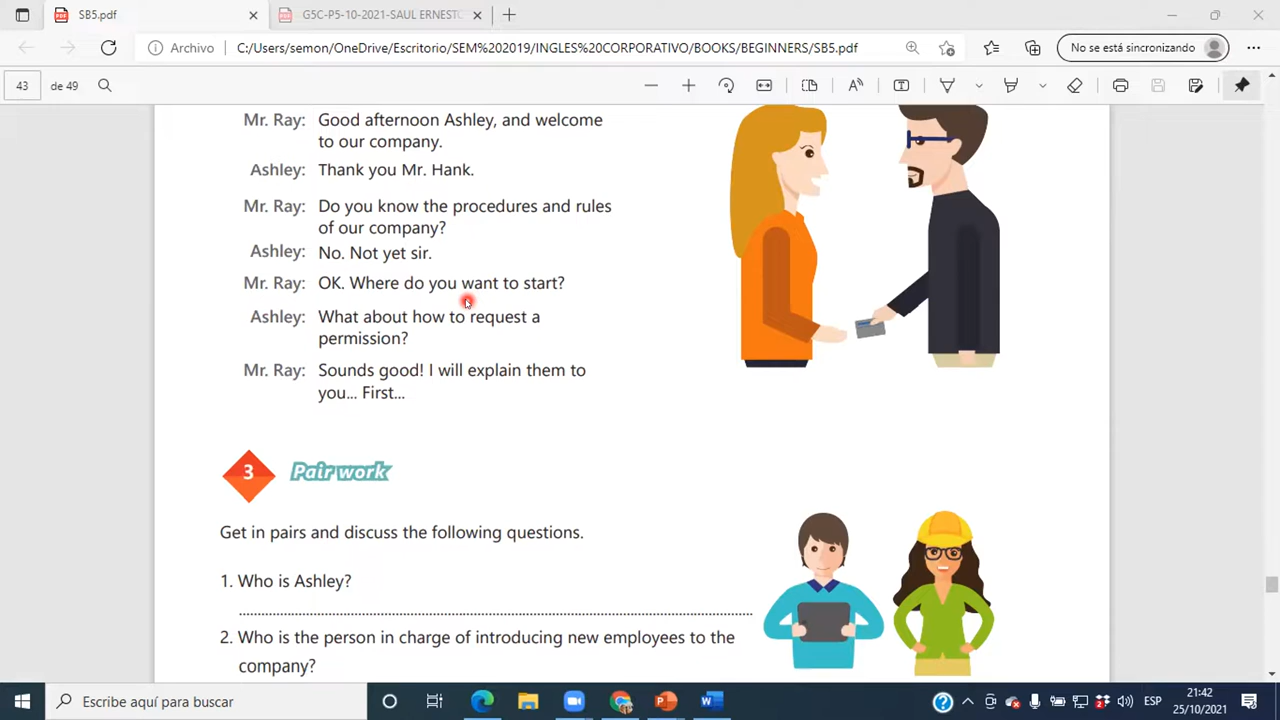 SB5.pdf
G5C-P5-10-2021-SAUL ERNESTO
Archivo
C:/Users/semon/OneDrive/Escritorio/SEM%202019/INGLES%20CORPORATIVO/BOOKS/BEGINNERS/SB5.pdf
No se está sincronizando
43 de 49
Mr. Ray: Good afternoon Ashley, and welcome
to our company.
Ashley: Thank you Mr. Hank.
Mr. Ray: Do you know the procedures and rules
of our company?
Ashley: No. Not yet sir.
Mr. Ray: OK. Where do you want to start?
Ashley: What about how to request a
permission?
Mr. Ray: Sounds good! I will explain them to
you... First...
3 Pair work
Get in pairs and discuss the following questions.
1. Who is Ashley?
2. Who is the person in charge of introducing new employees to the
company?
Escribe aquí para buscar
ESP
21:42
25/10/2021